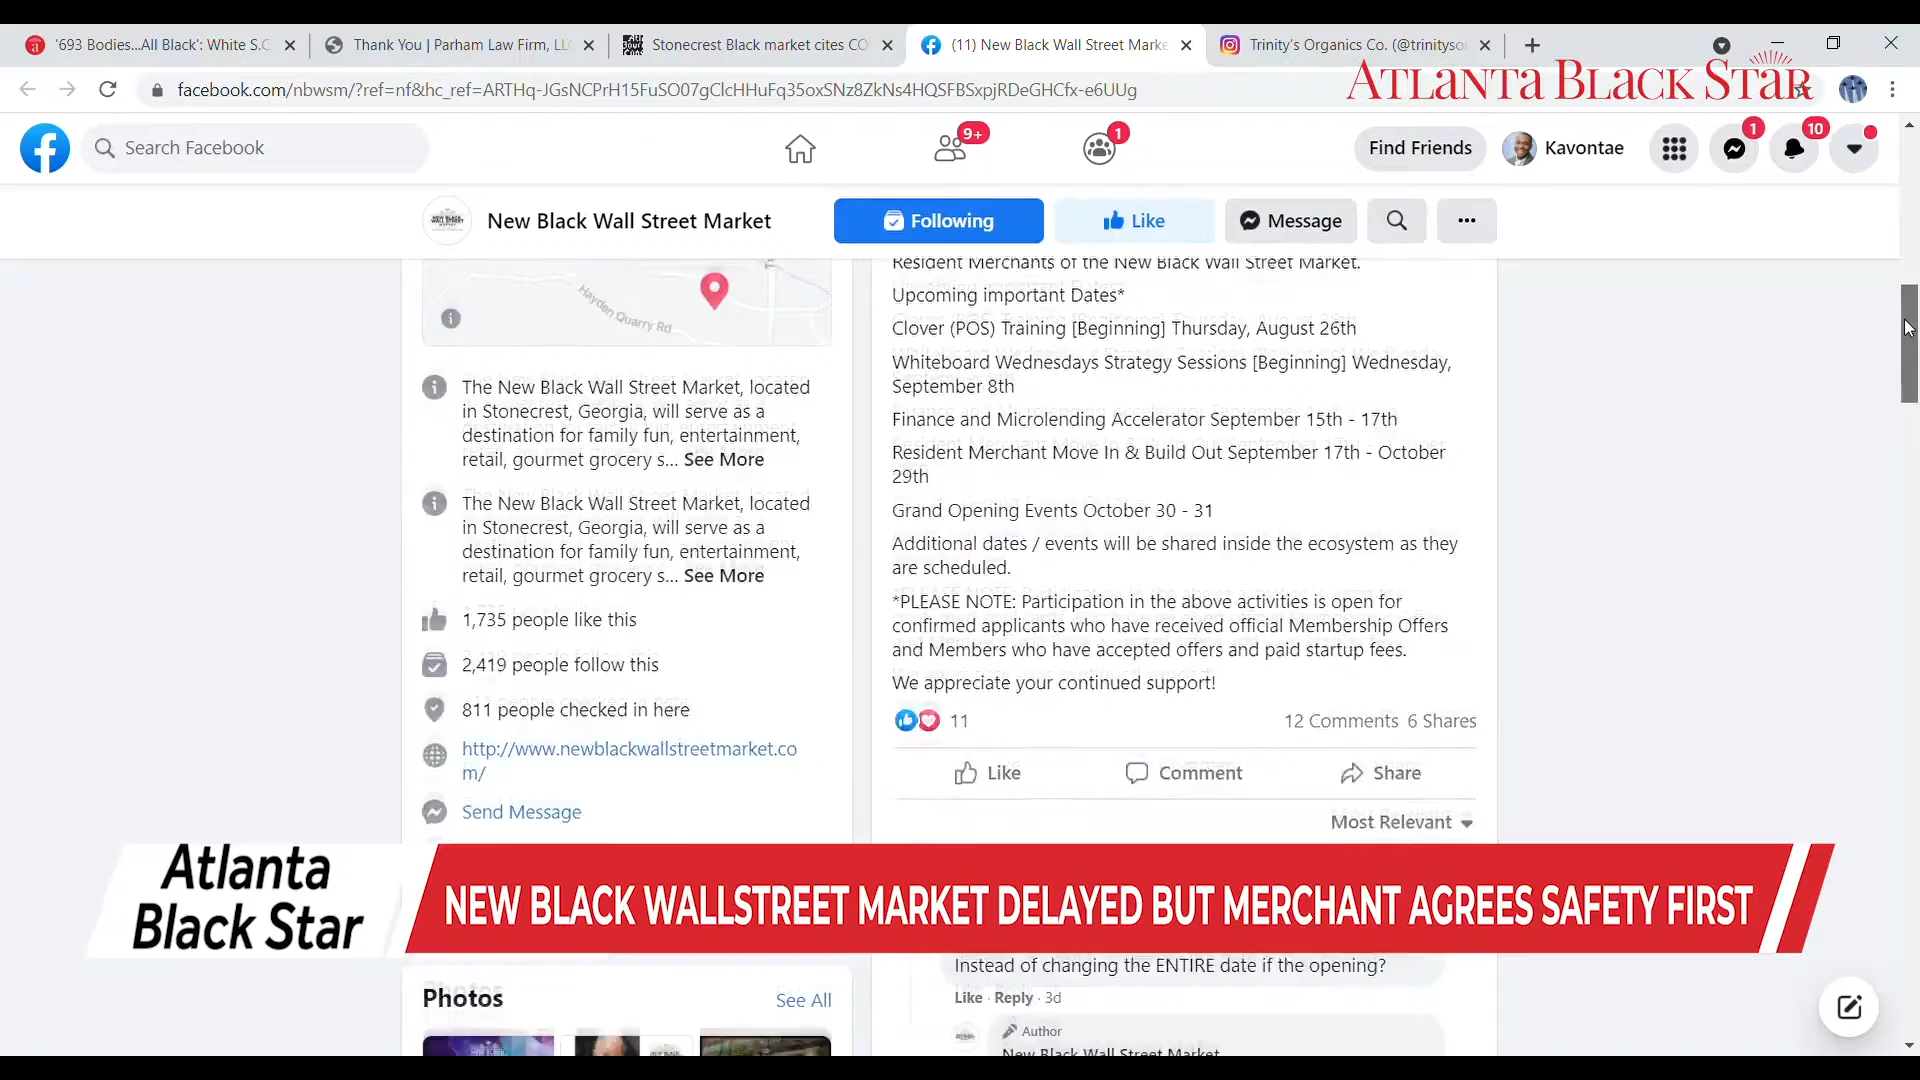 '693 Bodies...All Black': White S.C
Thank You | Parham Law Firm, LL
Stonecrest Black market cites CO
(11) New Black Wall Street Marke
Trinity's Organics Co. (@trinityso
facebook.com/nbwsm/?ref=nf&hc_ref=ARTHq-JGsNCPrH15FuSO07gClcHHuFq35oxSNz8ZkNs4HQSFBSxpjRDeGHCfx-e6UUg
ATLANTA BLACK STAR
Search Facebook
9+
1
Find Friends
Kavontae
1
10
NEW BLACK WALL STREET MARKET
New Black Wall Street Market
Following
Like
Message
Hayden Quarry Rd
The New Black Wall Street Market, located
in Stonecrest, Georgia, will serve as a
destination for family fun, entertainment,
retail, gourmet grocery s... See More
The New Black Wall Street Market, located
in Stonecrest, Georgia, will serve as a
destination for family fun, entertainment,
retail, gourmet grocery s... See More
1,735 people like this
2,419 people follow this
811 people checked in here
http://www.newblackwallstreetmarket.co
m/
Send Message
Photos
See All
Resident Merchants of the New Black Wall Street Market.
Upcoming important Dates*
Clover (POS) Training [Beginning] Thursday, August 26th
Whiteboard Wednesdays Strategy Sessions [Beginning] Wednesday,
September 8th
Finance and Microlending Accelerator September 15th - 17th
Resident Merchant Move In & Build Out September 17th - October
29th
Grand Opening Events October 30 - 31
Additional dates / events will be shared inside the ecosystem as they
are scheduled.
*PLEASE NOTE: Participation in the above activities is open for
confirmed applicants who have received official Membership Offers
and Members who have accepted offers and paid startup fees.
We appreciate your continued support!
11
12 Comments 6 Shares
Like
Comment
Share
Most Relevant
Atlanta
Black Star
NEW BLACK WALLSTREET MARKET DELAYED BUT MERCHANT AGREES SAFETY FIRST
Instead of changing the ENTIRE date if the opening?
Like · Reply · 3d
Author
New Black Wall Street Market